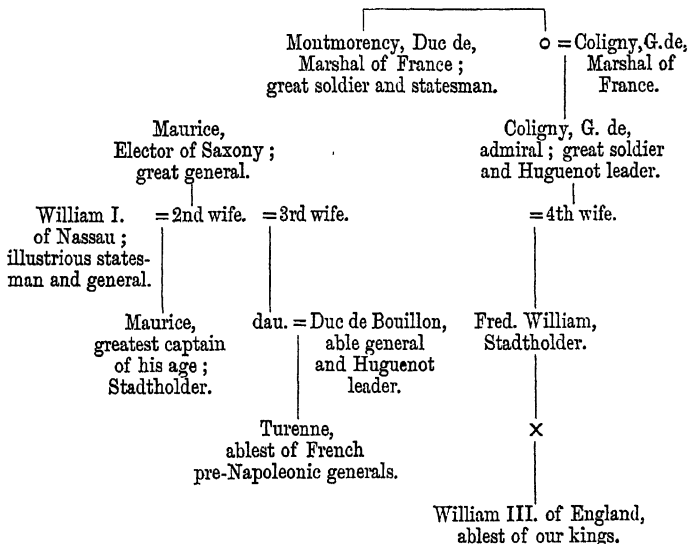 Montmorency, Duc de,
Marshal of France ;
great soldier and statesman.
o = Coligny, G. de,
Marshal of
France.
Maurice,
Elector of Saxony ;
great general.
Coligny, G. de,
admiral ; great soldier
and Huguenot leader.
William I.
of Nassau ;
illustrious states-
man and general.
= 2nd wife.
= 3rd wife.
= 4th wife.
Maurice,
greatest captain
of his age ;
Stadtholder.
dau. = Duc de Bouillon,
able general
and Huguenot
leader.
Fred. William,
Stadtholder.
Turenne,
ablest of French
pre-Napoleonic generals.
×
William III. of England,
ablest of our kings.